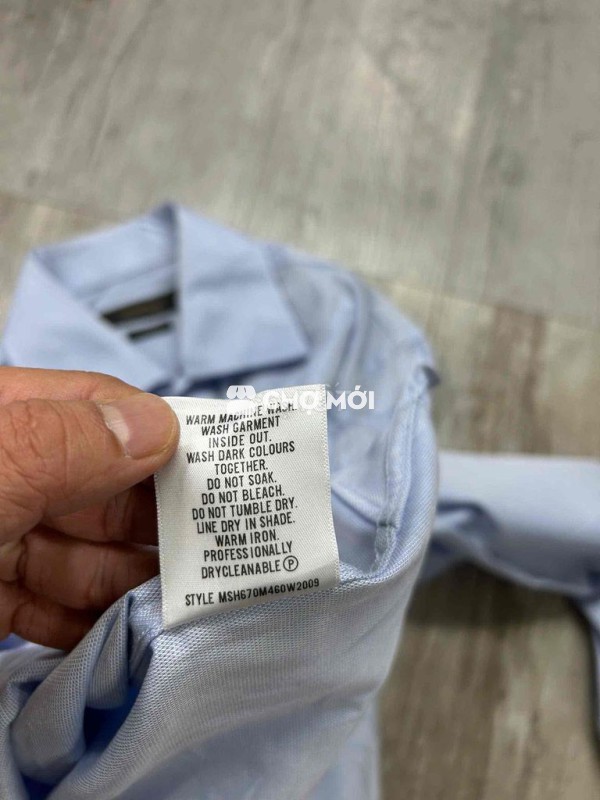 CHỢ MỚI
WARM MACHINE WASH.
WASH GARMENT
INSIDE OUT.
WASH DARK COLOURS
TOGETHER.
DO NOT SOAK.
DO NOT BLEACH.
DO NOT TUMBLE DRY.
LINE DRY IN SHADE.
WARM IRON.
PROFESSIONALLY
DRYCLEANABLE Ⓟ
STYLE MSH670M460W2009